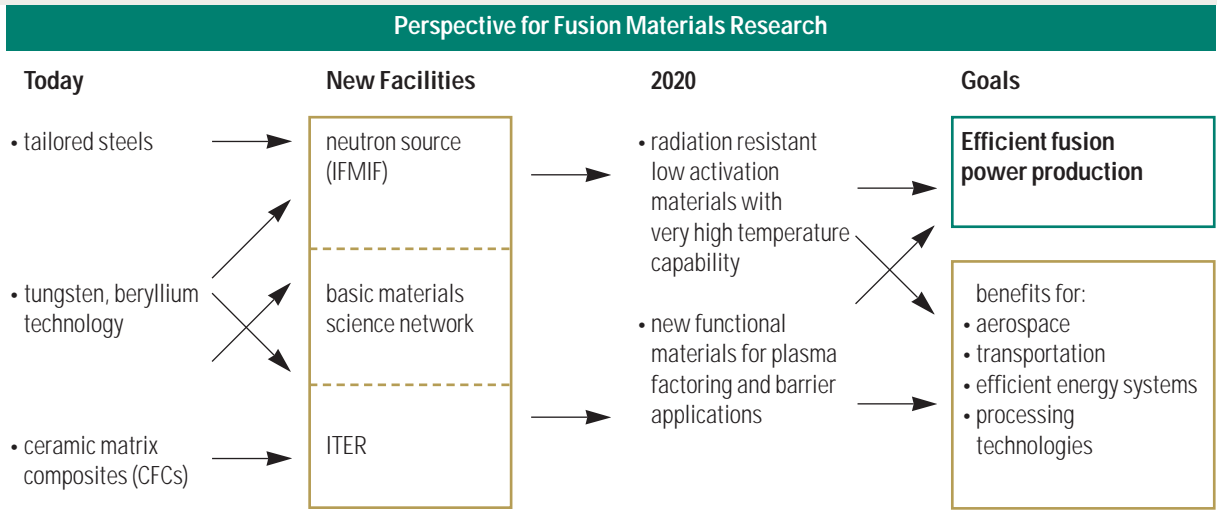 Perspective for Fusion Materials Research
Today
• tailored steels
• tungsten, beryllium
technology
• ceramic matrix
composites (CFCs)
New Facilities
neutron source
(IFMIF)
basic materials
science network
ITER
2020
• radiation resistant
low activation
materials with
very high temperature
capability
• new functional
materials for plasma
factoring and barrier
applications
Goals
Efficient fusion
power production
benefits for:
• aerospace
• transportation
• efficient energy systems
• processing
technologies